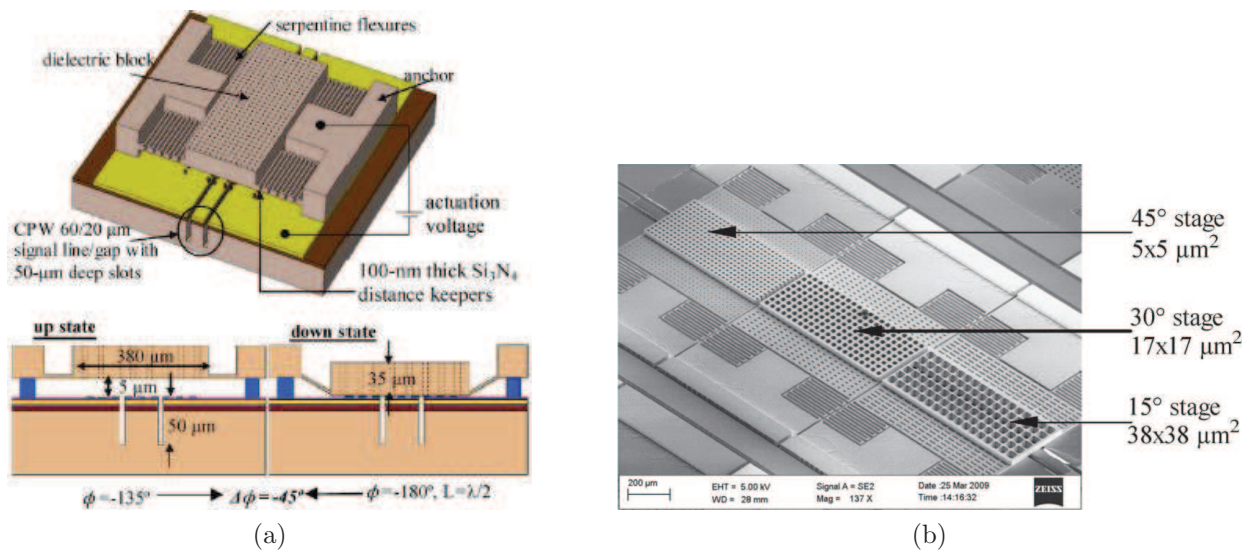 serpentine flexures
dielectric block
anchor
actuation
voltage
CPW 60/20 μm
signal line/gap with
50-μm deep slots
100-nm thick Si₃N₄
distance keepers
up state
down state
380 μm
5 μm
35 μm
50 μm
ϕ=-135º
Δϕ=-45º
ϕ=-180º, L=λ/2
(a)
45° stage
5x5 μm²
30° stage
17x17 μm²
15° stage
38x38 μm²
200 μm
EHT = 5.00 kV
WD = 28 mm
Signal A = SE2
Mag = 137 X
Date :25 Mar 2009
Time :14:16:32
ZEISS
(b)